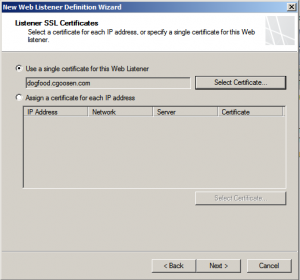 New Web Listener Definition Wizard
Listener SSL Certificates
Select a certificate for each IP address, or specify a single certificate for this Web
listener.
Use a single certificate for this Web Listener
dogfood.cgoosen.com
Select Certificate...
Assign a certificate for each IP address
IP Address Network Server Certificate
Select Certificate...
< Back Next > Cancel